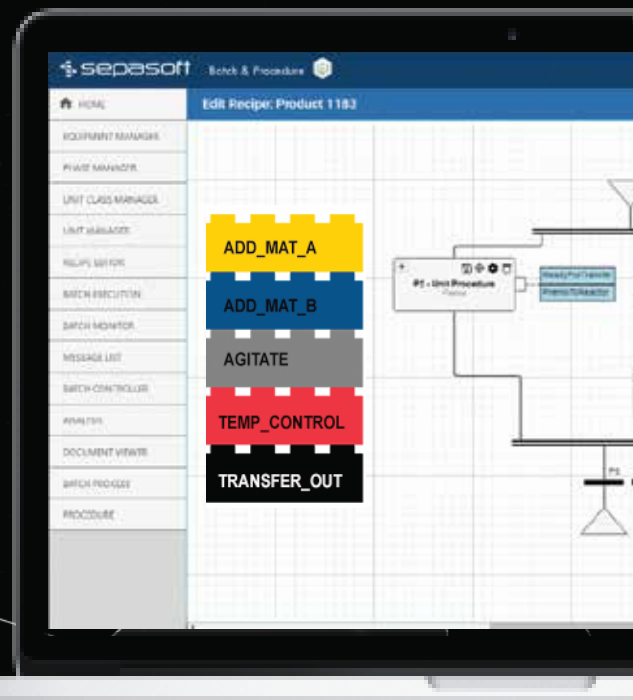 sepasoft Batch & Procedure
HOME
Edit Recipe: Product 1183
EQUIPMENT MANAGER
PHASE MANAGER
UNIT CLASS MANAGER
UNIT MANAGER
RECIPE EDITOR
BATCH EXECUTION
BATCH MONITOR
MESSAGE LIST
BATCH CONTROLLER
ANALYSIS
DOCUMENT VIEWER
BATCH PROCESS
PROCEDURE
ADD_MAT_A
ADD_MAT_B
AGITATE
TEMP_CONTROL
TRANSFER_OUT
P1 - Unit Procedure
Premix
ReadyForTransfer
PremixToReactor